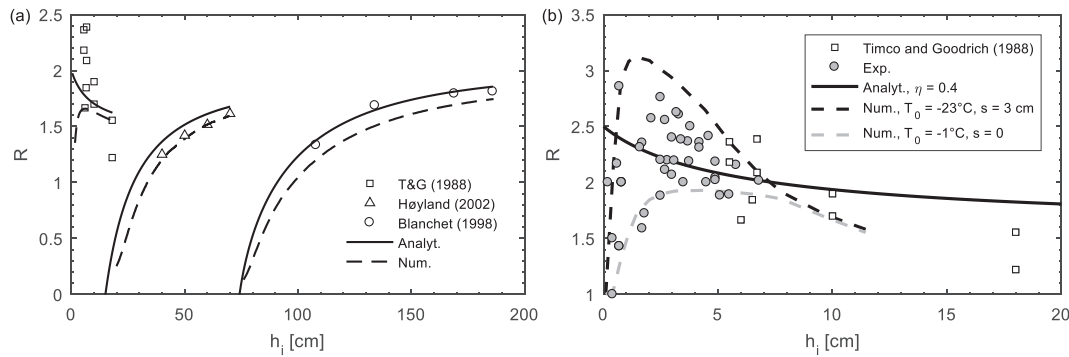 (a)
2.5
2
1.5
1
0.5
0
R
0 50 100 150 200
h_i [cm]
T&G (1988)
Høyland (2002)
Blanchet (1998)
Analyt.
Num.
(b)
3.5
3
2.5
2
1.5
1
R
0 5 10 15 20
h_i [cm]
Timco and Goodrich (1988)
Exp.
Analyt., η = 0.4
Num., T_0 = -23°C, s = 3 cm
Num., T_0 = -1°C, s = 0